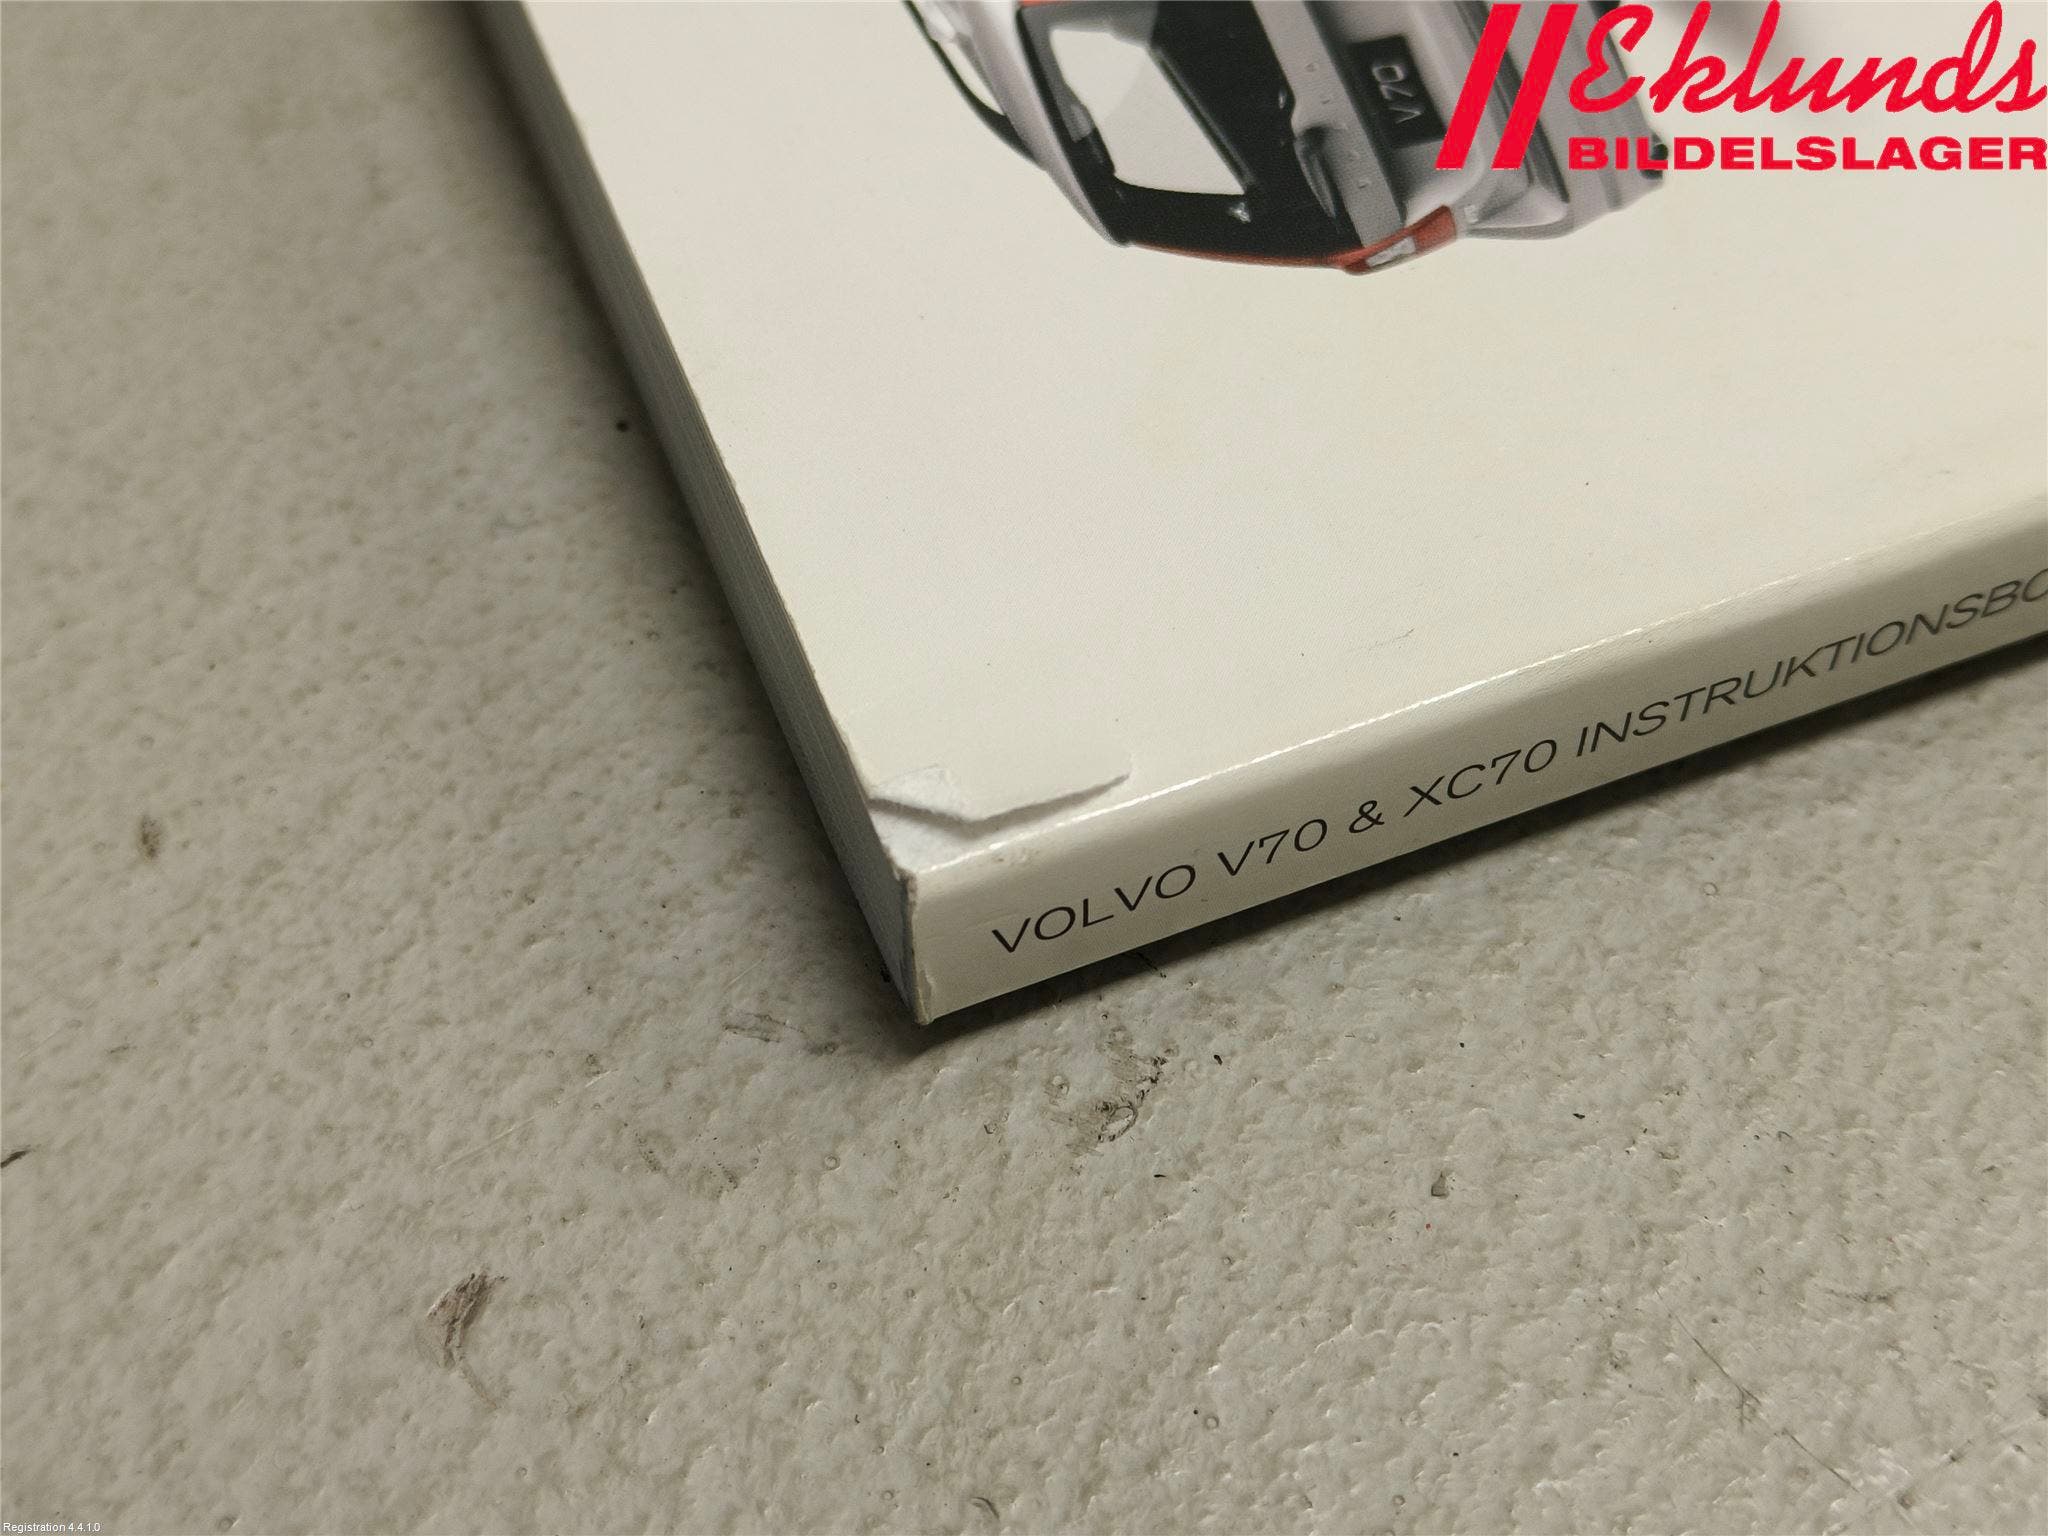 Eklunds
BILDELSLAGER
V70
VOLVO V70 & XC70 INSTRUKTIONSBO
Registration 4.4.1.0